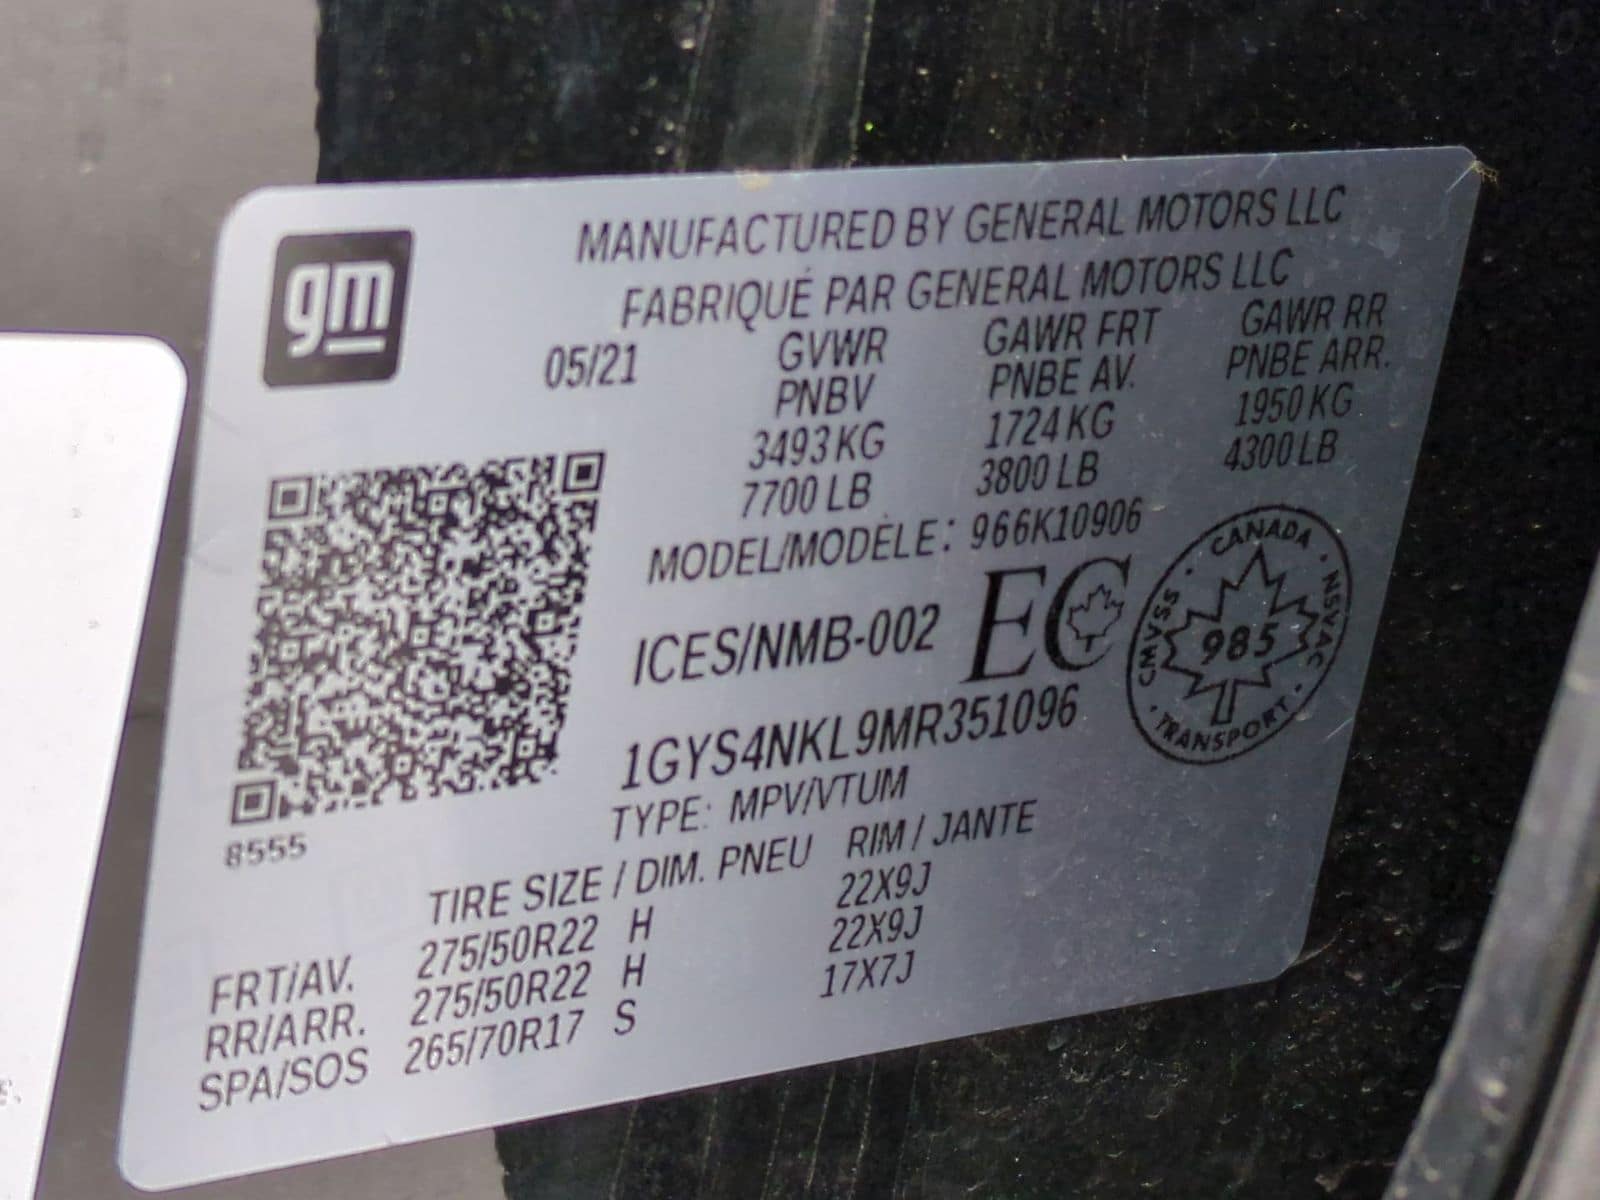 gm
MANUFACTURED BY GENERAL MOTORS LLC
FABRIQUÉ PAR GENERAL MOTORS LLC
05/21 GVWR GAWR FRT GAWR RR
PNBV PNBE AV. PNBE ARR.
3493 KG 1724 KG 1950 KG
7700 LB 3800 LB 4300 LB
MODEL/MODÈLE: 966K10906
ICES/NMB-002 EC
CANADA · NSVAC · TRANSPORT · CMVSS ·
985
1GYS4NKL9MR351096
TYPE: MPV/VTUM
8555
TIRE SIZE / DIM. PNEU RIM / JANTE
FRT/AV. 275/50R22 H 22X9J
RR/ARR. 275/50R22 H 22X9J
SPA/SOS 265/70R17 S 17X7J